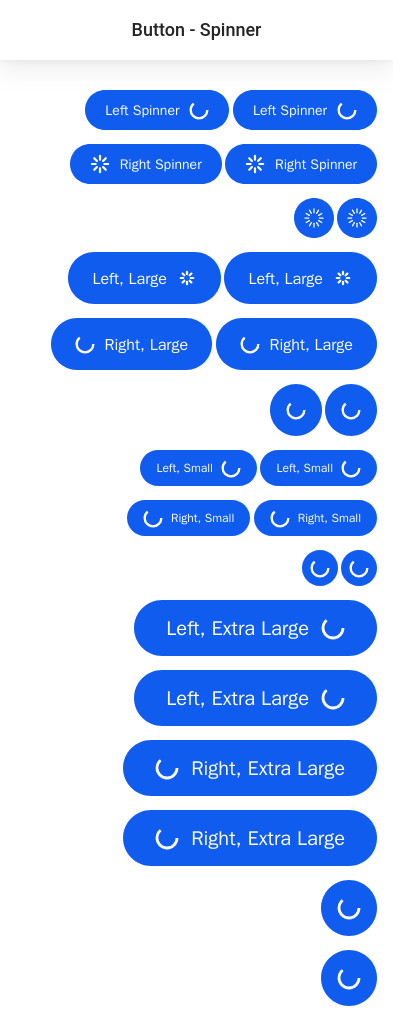 Button - Spinner
Left Spinner Left Spinner
Right Spinner Right Spinner
Left, Large Left, Large
Right, Large Right, Large
Left, Small Left, Small
Right, Small Right, Small
Left, Extra Large
Left, Extra Large
Right, Extra Large
Right, Extra Large